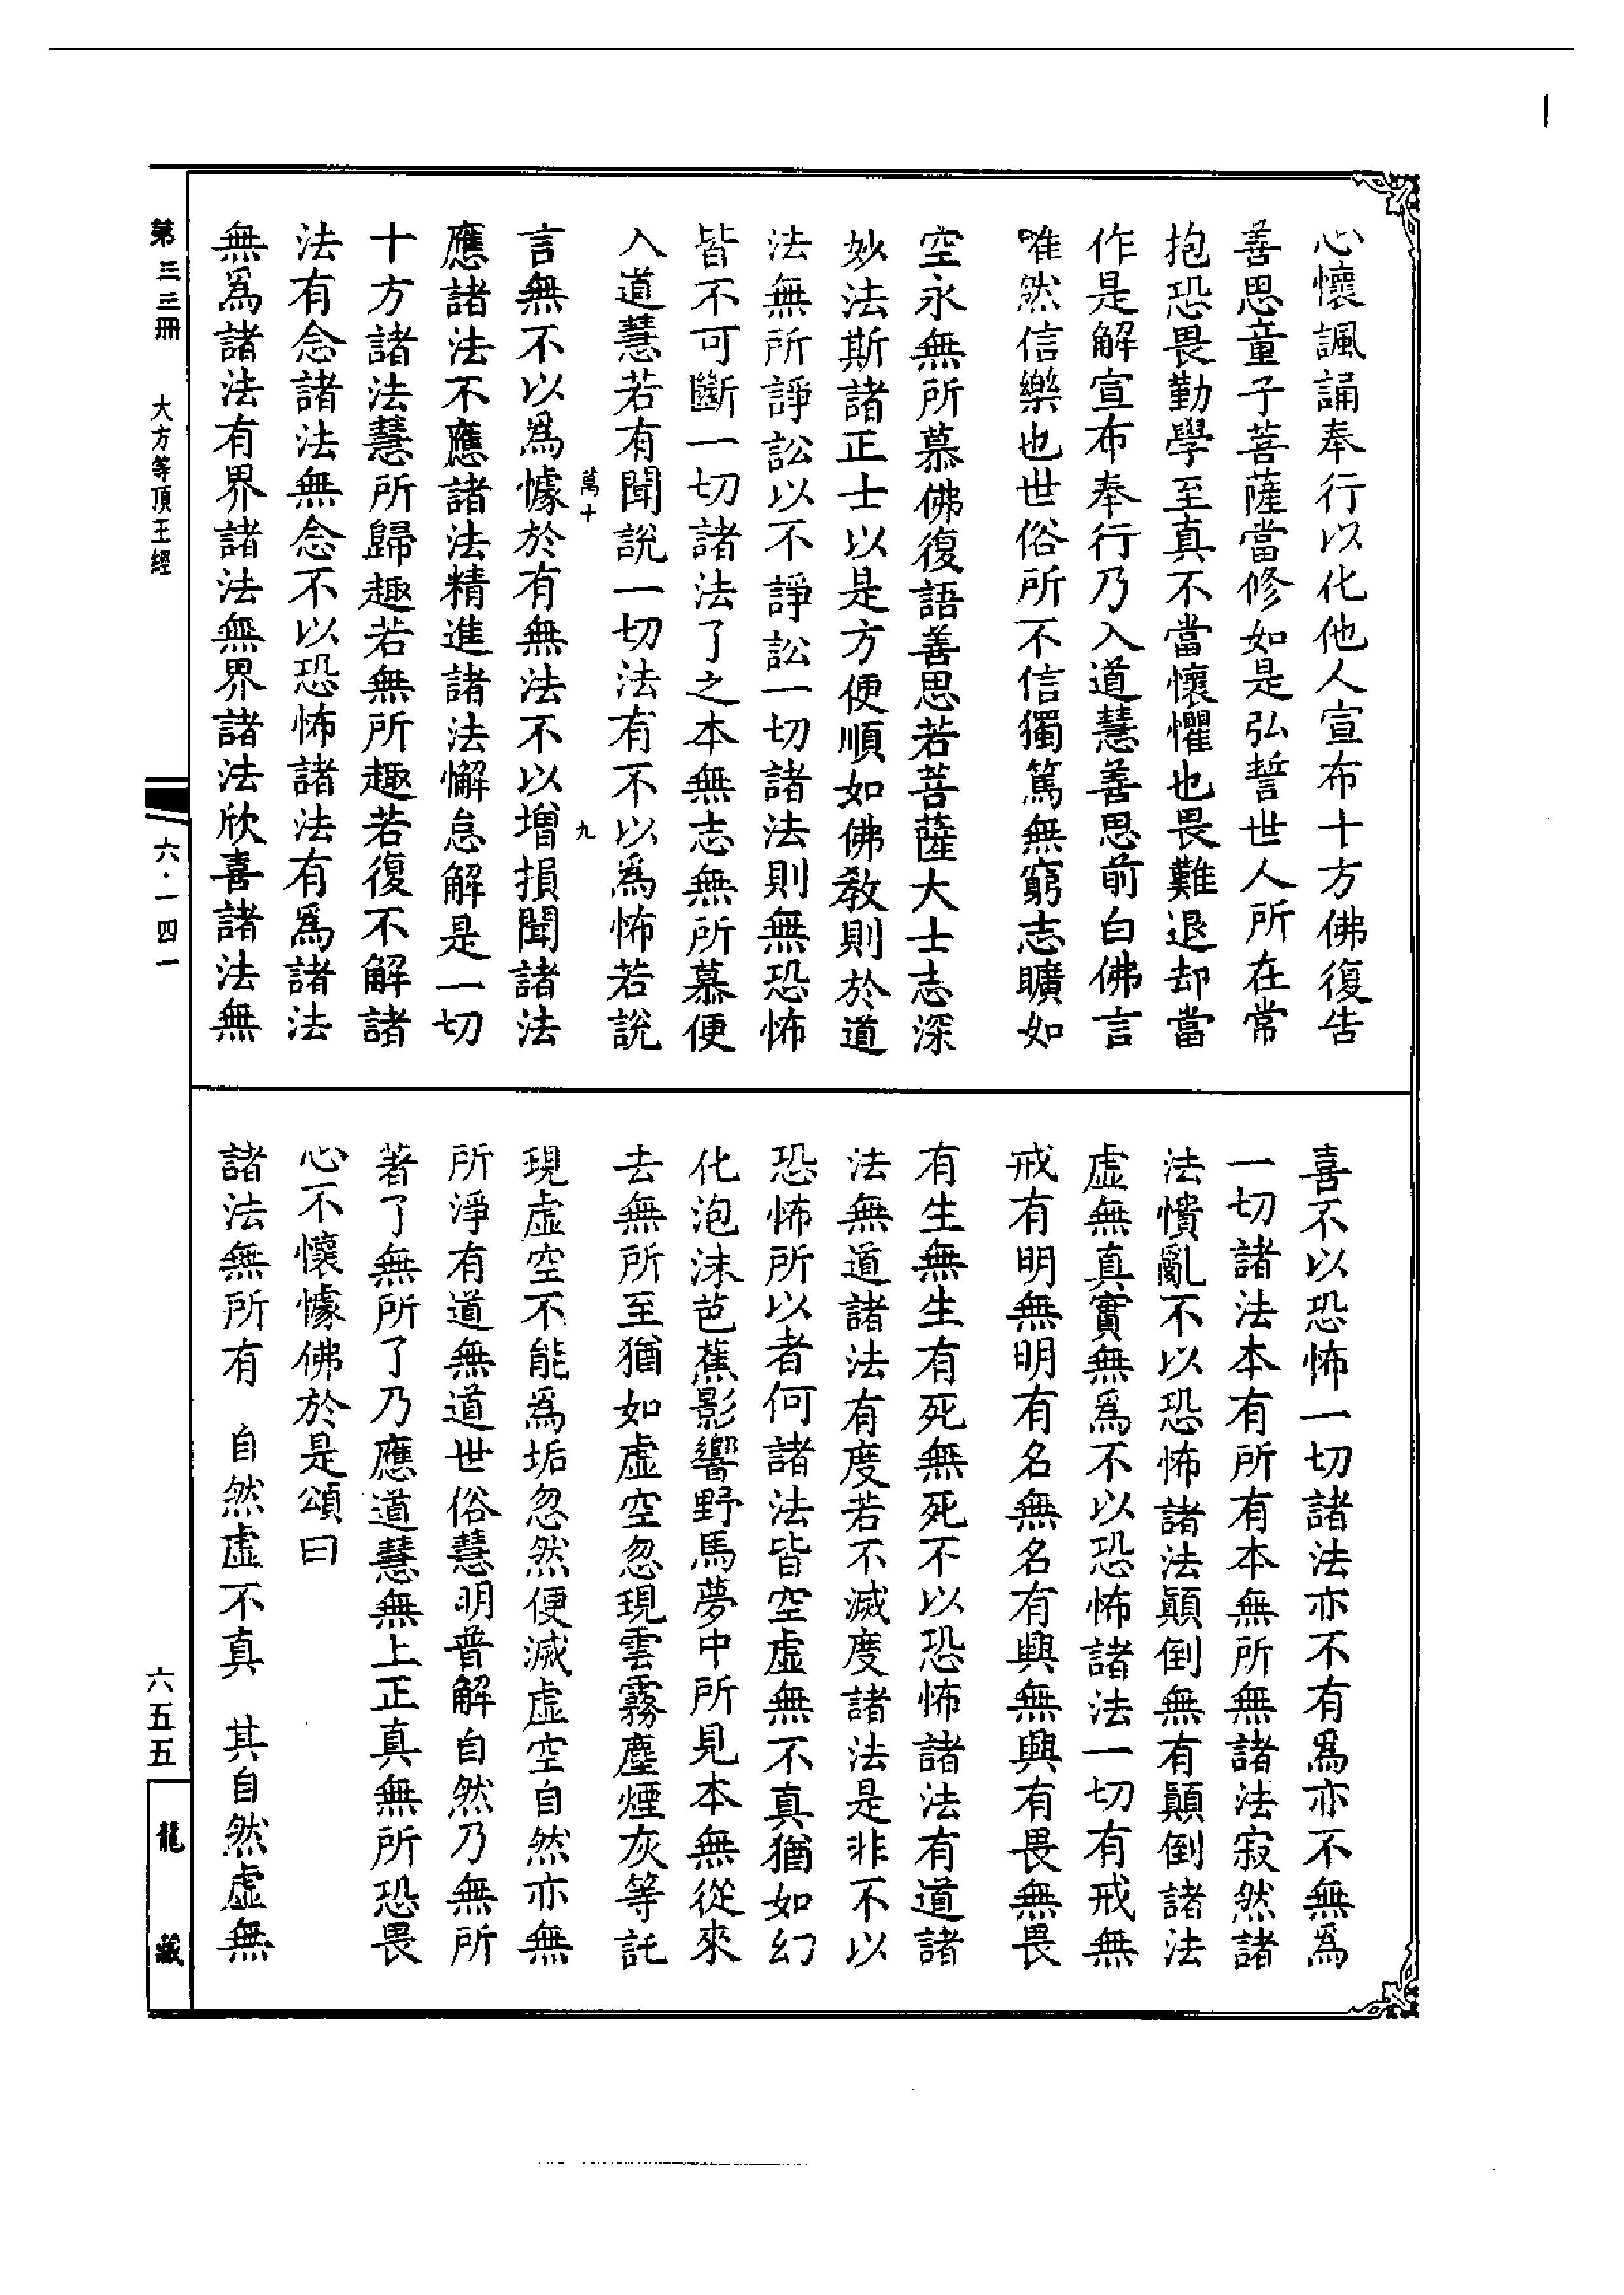 心懷諷誦奉行以化他人宣布十方佛復告
善思童子菩薩當修如是弘誓世人所在常
抱恐畏勤學至真不當懷懼也畏難退却當
作是解宣布奉行乃入道慧善思前白佛言
唯然信樂也世俗所不信獨篤無窮志曠如
空永無所慕佛復語善思若菩薩大士志深
妙法斯諸正士以是方便順如佛教則於道
法無所諍訟以不諍訟一切諸法則無恐怖
皆不可斷一切諸法了之本無志無所慕便
入道慧若有聞說一切法有不以為怖若說
萬十 九
言無不以為懅於有無法不以增損聞諸法
應諸法不應諸法精進諸法懈怠解是一切
十方諸法慧所歸趣若無所趣若復不解諸
法有念諸法無念不以恐怖諸法有為諸法
無為諸法有界諸法無界諸法欣喜諸法無
喜不以恐怖一切諸法亦不有為亦不無為
一切諸法本有所有本無所無諸法寂然諸
法憒亂不以恐怖諸法顛倒無有顛倒諸法
虛無真實無為不以恐怖諸法一切有戒無
戒有明無明有名無名有興無興有畏無畏
有生無生有死無死不以恐怖諸法有道諸
法無道諸法有度若不滅度諸法是非不以
恐怖所以者何諸法皆空虛無不真猶如幻
化泡沫芭蕉影響野馬夢中所見本無從來
去無所至猶如虛空忽現雲霧塵煙灰等託
現虛空不能為垢忽然便滅虛空自然亦無
所淨有道無道世俗慧明普解自然乃無所
著了無所了乃應道慧無上正真無所恐畏
心不懷懅佛於是頌曰
諸法無所有 自然虛不真 其自然虛無
第三三冊 大方等頂王經
六·一四一
六五五
龍藏